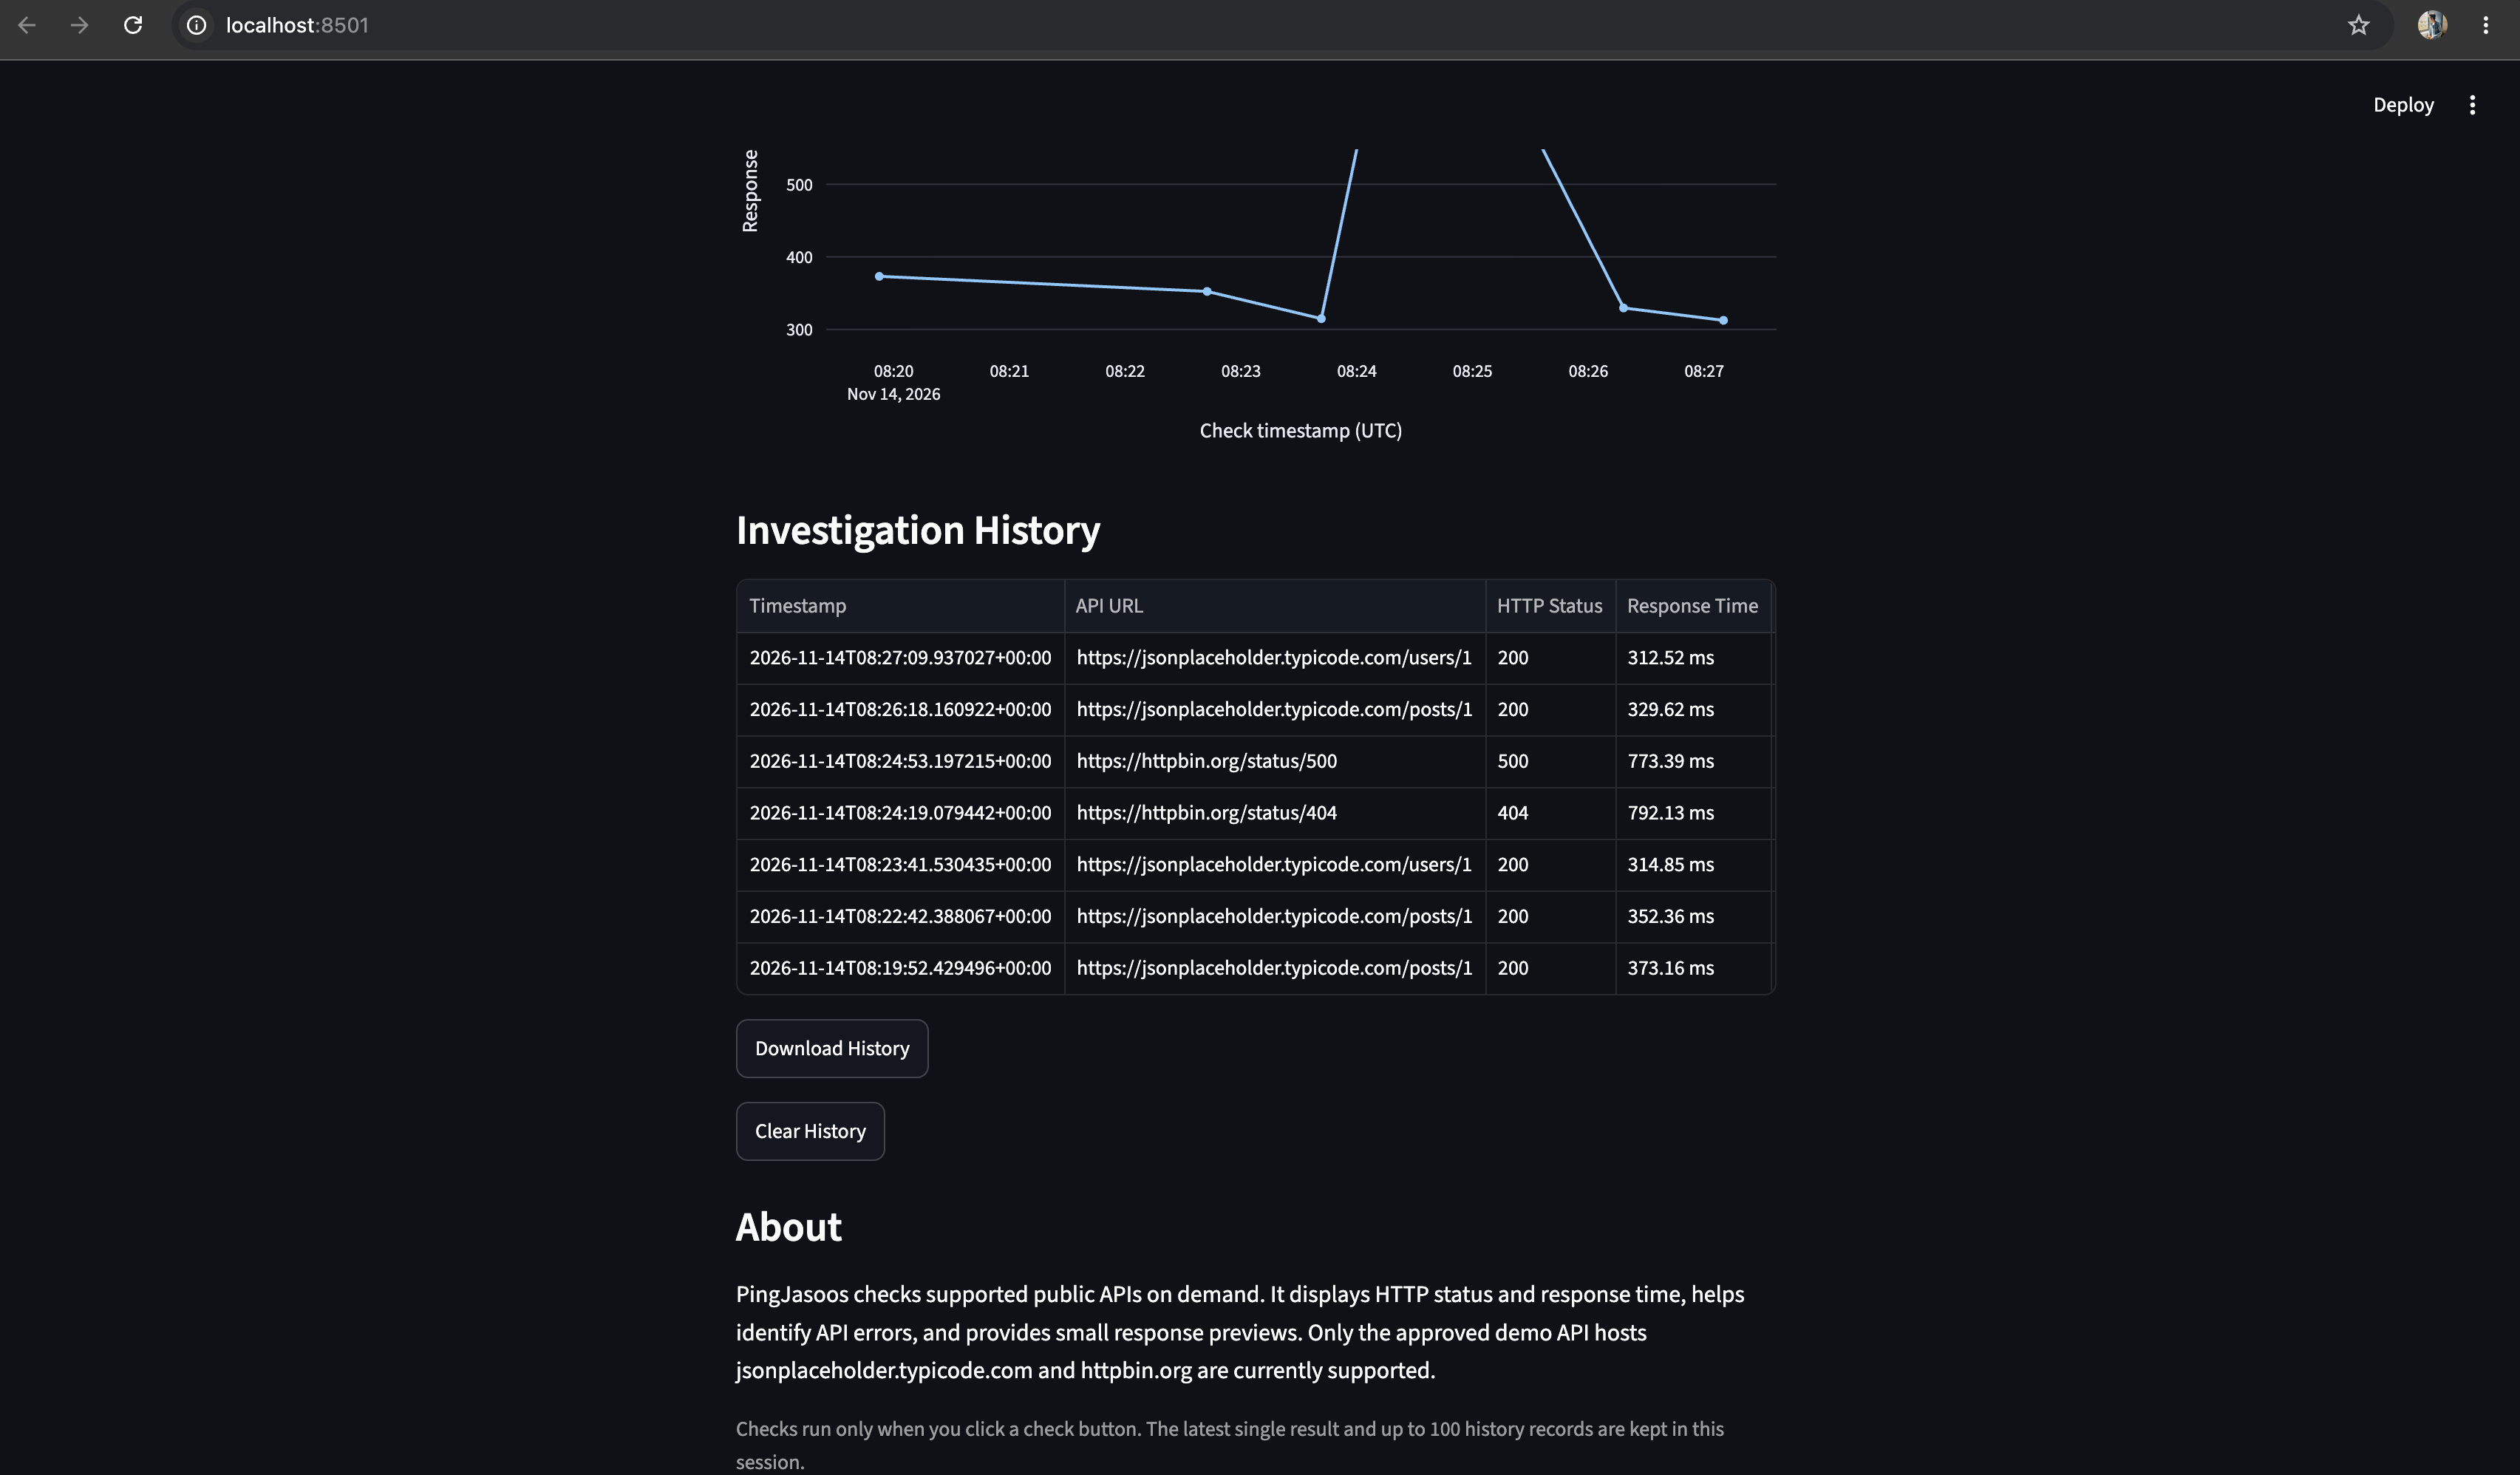 localhost:8501
Deploy
Response
500
400
300
08:20 08:21 08:22 08:23 08:24 08:25 08:26 08:27
Nov 14, 2026
Check timestamp (UTC)
Investigation History
Timestamp API URL HTTP Status Response Time
2026-11-14T08:27:09.937027+00:00 https://jsonplaceholder.typicode.com/users/1 200 312.52 ms
2026-11-14T08:26:18.160922+00:00 https://jsonplaceholder.typicode.com/posts/1 200 329.62 ms
2026-11-14T08:24:53.197215+00:00 https://httpbin.org/status/500 500 773.39 ms
2026-11-14T08:24:19.079442+00:00 https://httpbin.org/status/404 404 792.13 ms
2026-11-14T08:23:41.530435+00:00 https://jsonplaceholder.typicode.com/users/1 200 314.85 ms
2026-11-14T08:22:42.388067+00:00 https://jsonplaceholder.typicode.com/posts/1 200 352.36 ms
2026-11-14T08:19:52.429496+00:00 https://jsonplaceholder.typicode.com/posts/1 200 373.16 ms
Download History
Clear History
About
PingJasoos checks supported public APIs on demand. It displays HTTP status and response time, helps
identify API errors, and provides small response previews. Only the approved demo API hosts
jsonplaceholder.typicode.com and httpbin.org are currently supported.
Checks run only when you click a check button. The latest single result and up to 100 history records are kept in this
session.